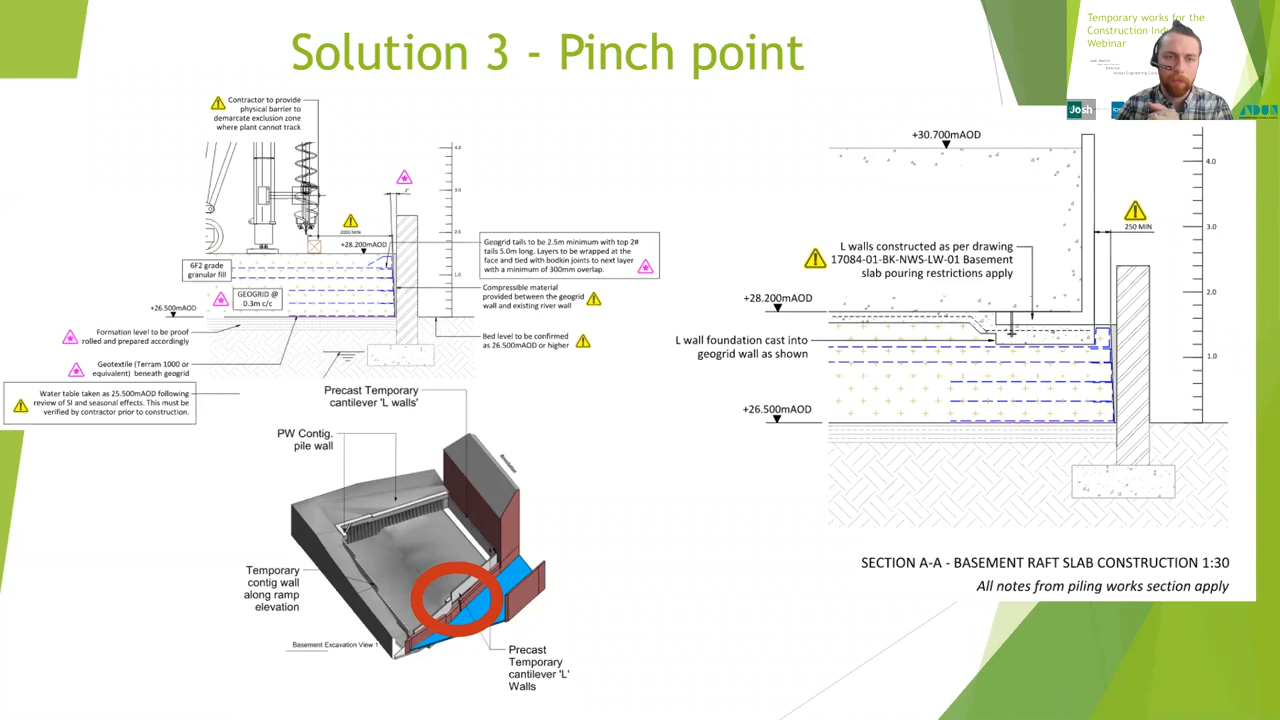 Solution 3 - Pinch point
Temporary works for the
Construction Ind
Webinar
Josh
ADUR
Contractor to provide
physical barrier to
demarcate exclusion zone
where plant cannot track
4.0
3.0
2.0
1.0
2°
2000 MIN
+28.200mAOD
6F2 grade
granular fill
GEOGRID @
0.3m c/c
+26.500mAOD
Geogrid tails to be 2.5m minimum with top 2#
tails 5.0m long. Layers to be wrapped at the
face and tied with bodkin joints to next layer
with a minimum of 300mm overlap.
Compressible material
provided between the geogrid
wall and existing river wall
Bed level to be confirmed
as 26.500mAOD or higher
Formation level to be proof
rolled and prepared accordingly
Geotextile (Terram 1000 or
equivalent) beneath geogrid
Water table taken as 25.500mAOD following
review of SI and seasonal effects. This must be
verified by contractor prior to construction.
Precast Temporary
cantilever 'L walls'
PW Contig.
pile wall
Temporary
contig wall
along ramp
elevation
Basement Excavation View 1
Precast
Temporary
cantilever 'L'
Walls
+30.700mAOD
4.0
3.0
2.0
1.0
250 MIN
L walls constructed as per drawing
17084-01-BK-NWS-LW-01 Basement
slab pouring restrictions apply
+28.200mAOD
L wall foundation cast into
geogrid wall as shown
+26.500mAOD
SECTION A-A - BASEMENT RAFT SLAB CONSTRUCTION 1:30
All notes from piling works section apply